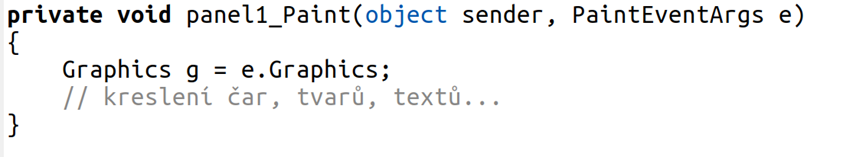 private void panel1_Paint(object sender, PaintEventArgs e)
{
    Graphics g = e.Graphics;
    // kreslení čar, tvarů, textů...
}